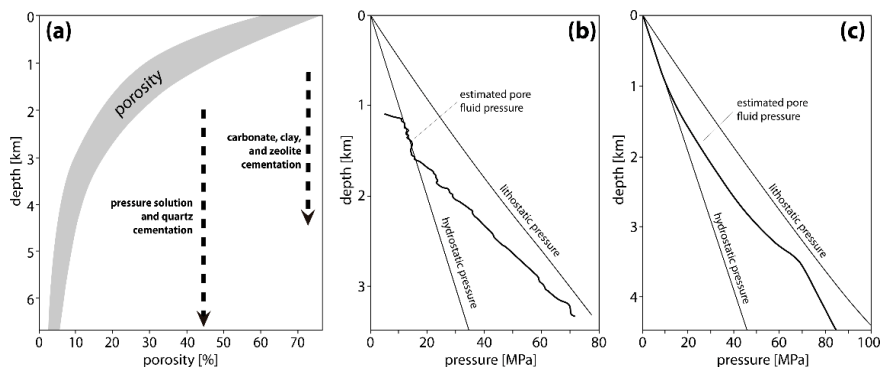 (a)
0
1
2
3
4
5
6
depth [km]
porosity
carbonate, clay,
and zeolite
cementation
pressure solution
and quartz
cementation
0 10 20 30 40 50 60 70
porosity [%]
(b)
0
1
2
3
depth [km]
estimated pore
fluid pressure
lithostatic pressure
hydrostatic pressure
0 20 40 60 80
pressure [MPa]
(c)
0
1
2
3
4
depth [km]
estimated pore
fluid pressure
lithostatic pressure
hydrostatic pressure
0 20 40 60 80 100
pressure [MPa]